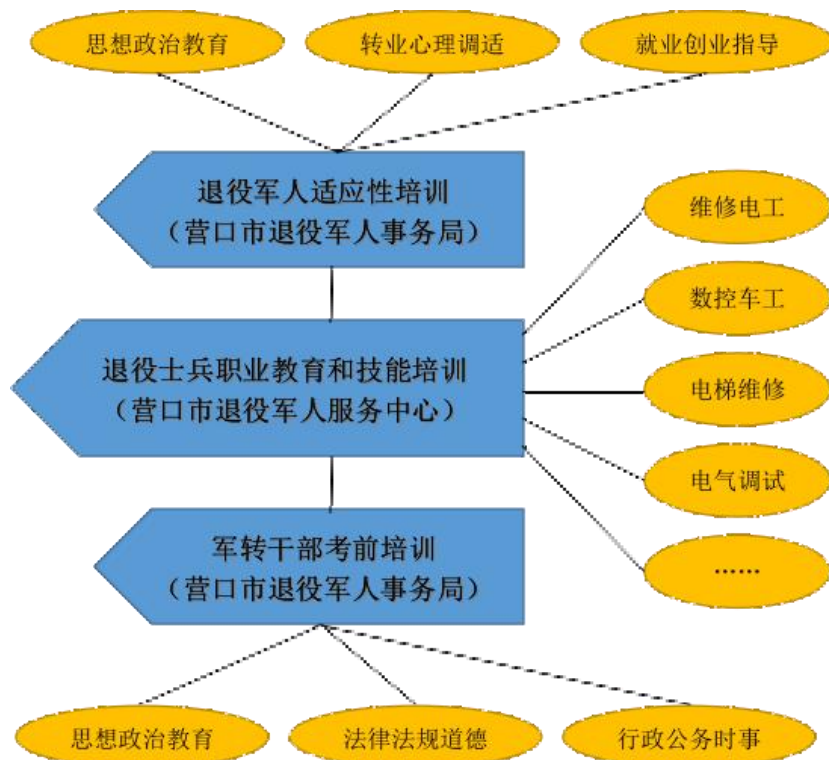 思想政治教育
转业心理调适
就业创业指导
退役军人适应性培训
（营口市退役军人事务局）
维修电工
数控车工
退役士兵职业教育和技能培训
（营口市退役军人服务中心）
电梯维修
电气调试
军转干部考前培训
（营口市退役军人事务局）
……
思想政治教育
法律法规道德
行政公务时事